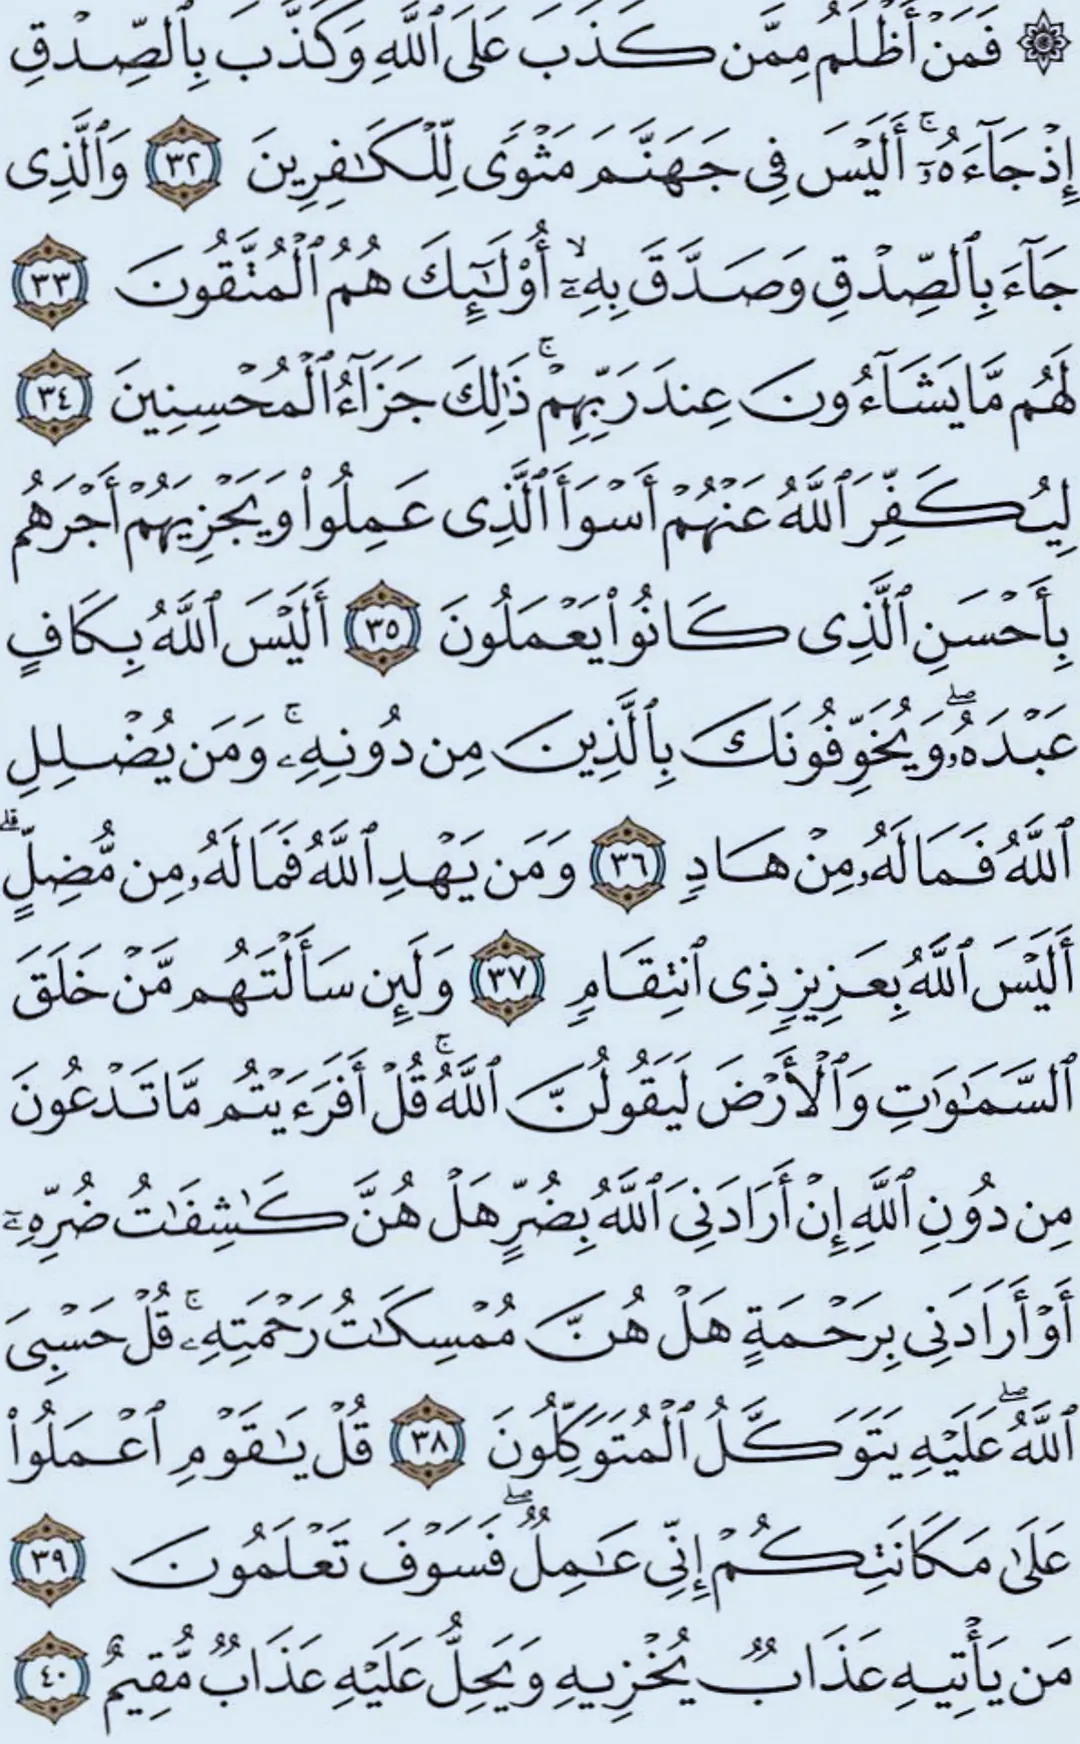 ۞ فَمَنْ أَظْلَمُ مِمَّن كَذَبَ عَلَى ٱللَّهِ وَكَذَّبَ بِٱلصِّدْقِ
إِذْ جَآءَهُۥٓ ۚ أَلَيْسَ فِى جَهَنَّمَ مَثْوًى لِّلْكَٰفِرِينَ ٣٢ وَٱلَّذِى
جَآءَ بِٱلصِّدْقِ وَصَدَّقَ بِهِۦٓ ۙ أُو۟لَٰٓئِكَ هُمُ ٱلْمُتَّقُونَ ٣٣
لَهُم مَّا يَشَآءُونَ عِندَ رَبِّهِمْ ۚ ذَٰلِكَ جَزَآءُ ٱلْمُحْسِنِينَ ٣٤
لِيُكَفِّرَ ٱللَّهُ عَنْهُمْ أَسْوَأَ ٱلَّذِى عَمِلُوا۟ وَيَجْزِيَهُمْ أَجْرَهُم
بِأَحْسَنِ ٱلَّذِى كَانُوا۟ يَعْمَلُونَ ٣٥ أَلَيْسَ ٱللَّهُ بِكَافٍ
عَبْدَهُۥ ۖ وَيُخَوِّفُونَكَ بِٱلَّذِينَ مِن دُونِهِۦ ۚ وَمَن يُضْلِلِ
ٱللَّهُ فَمَا لَهُۥ مِنْ هَادٍ ٣٦ وَمَن يَهْدِ ٱللَّهُ فَمَا لَهُۥ مِن مُّضِلٍّ ۗ
أَلَيْسَ ٱللَّهُ بِعَزِيزٍ ذِى ٱنتِقَامٍ ٣٧ وَلَئِن سَأَلْتَهُم مَّنْ خَلَقَ
ٱلسَّمَٰوَٰتِ وَٱلْأَرْضَ لَيَقُولُنَّ ٱللَّهُ ۚ قُلْ أَفَرَءَيْتُم مَّا تَدْعُونَ
مِن دُونِ ٱللَّهِ إِنْ أَرَادَنِىَ ٱللَّهُ بِضُرٍّ هَلْ هُنَّ كَٰشِفَٰتُ ضُرِّهِۦٓ
أَوْ أَرَادَنِى بِرَحْمَةٍ هَلْ هُنَّ مُمْسِكَٰتُ رَحْمَتِهِۦ ۚ قُلْ حَسْبِىَ
ٱللَّهُ ۖ عَلَيْهِ يَتَوَكَّلُ ٱلْمُتَوَكِّلُونَ ٣٨ قُلْ يَٰقَوْمِ ٱعْمَلُوا۟
عَلَىٰ مَكَانَتِكُمْ إِنِّى عَٰمِلٌ ۖ فَسَوْفَ تَعْلَمُونَ ٣٩
مَن يَأْتِيهِ عَذَابٌ يُخْزِيهِ وَيَحِلُّ عَلَيْهِ عَذَابٌ مُّقِيمٌ ٤٠